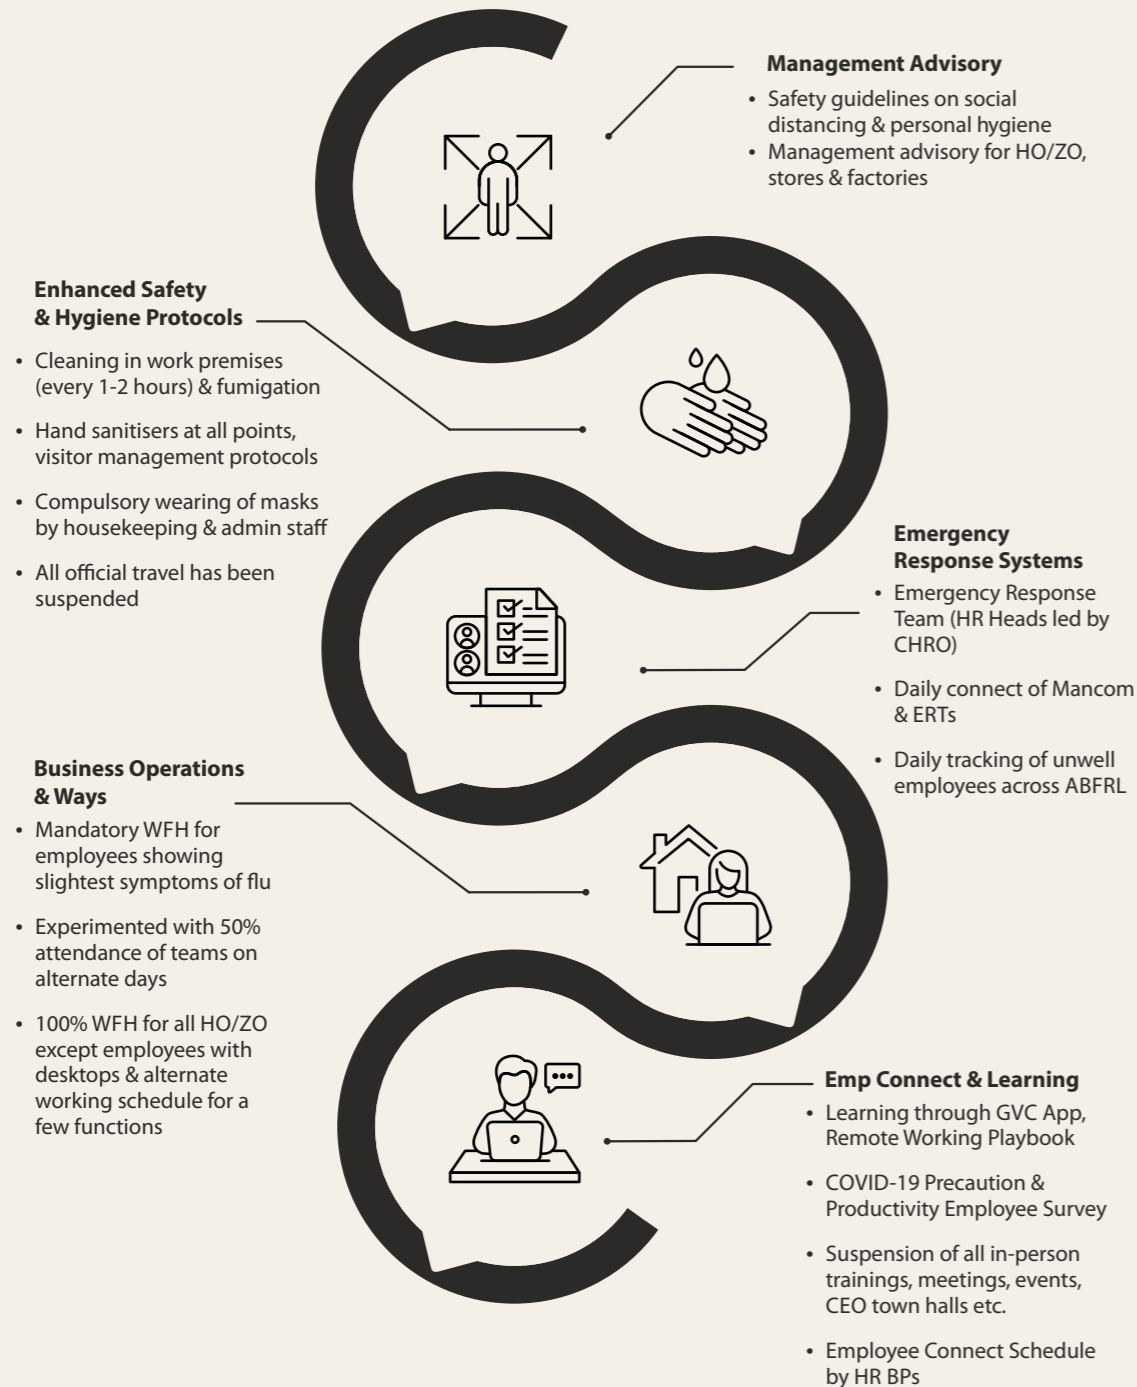 Management Advisory
• Safety guidelines on social
distancing & personal hygiene
• Management advisory for HO/ZO,
stores & factories
Enhanced Safety
& Hygiene Protocols
• Cleaning in work premises
(every 1-2 hours) & fumigation
• Hand sanitisers at all points,
visitor management protocols
• Compulsory wearing of masks
by housekeeping & admin staff
• All official travel has been
suspended
Emergency
Response Systems
• Emergency Response
Team (HR Heads led by
CHRO)
• Daily connect of Mancom
& ERTs
• Daily tracking of unwell
employees across ABFRL
Business Operations
& Ways
• Mandatory WFH for
employees showing
slightest symptoms of flu
• Experimented with 50%
attendance of teams on
alternate days
• 100% WFH for all HO/ZO
except employees with
desktops & alternate
working schedule for a
few functions
Emp Connect & Learning
• Learning through GVC App,
Remote Working Playbook
• COVID-19 Precaution &
Productivity Employee Survey
• Suspension of all in-person
trainings, meetings, events,
CEO town halls etc.
• Employee Connect Schedule
by HR BPs